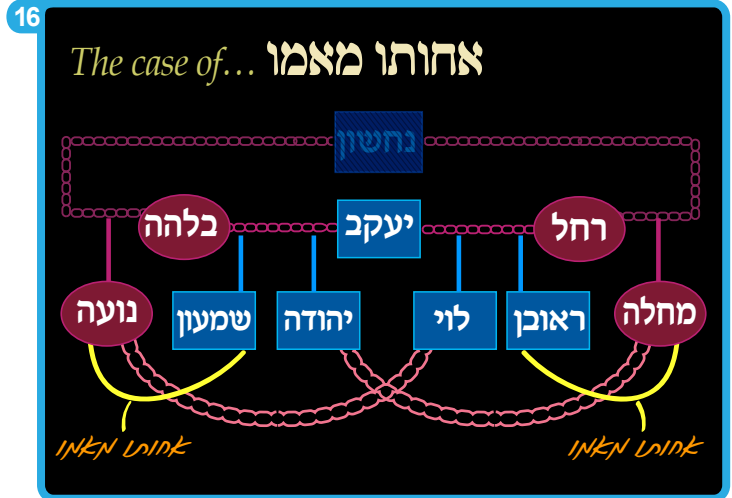 16
The case of... אחותו מאמו
נחשון
בלהה יעקב רחל
נועה שמעון יהודה לוי ראובן מחלה
אחותו מאמו אחותו מאמו